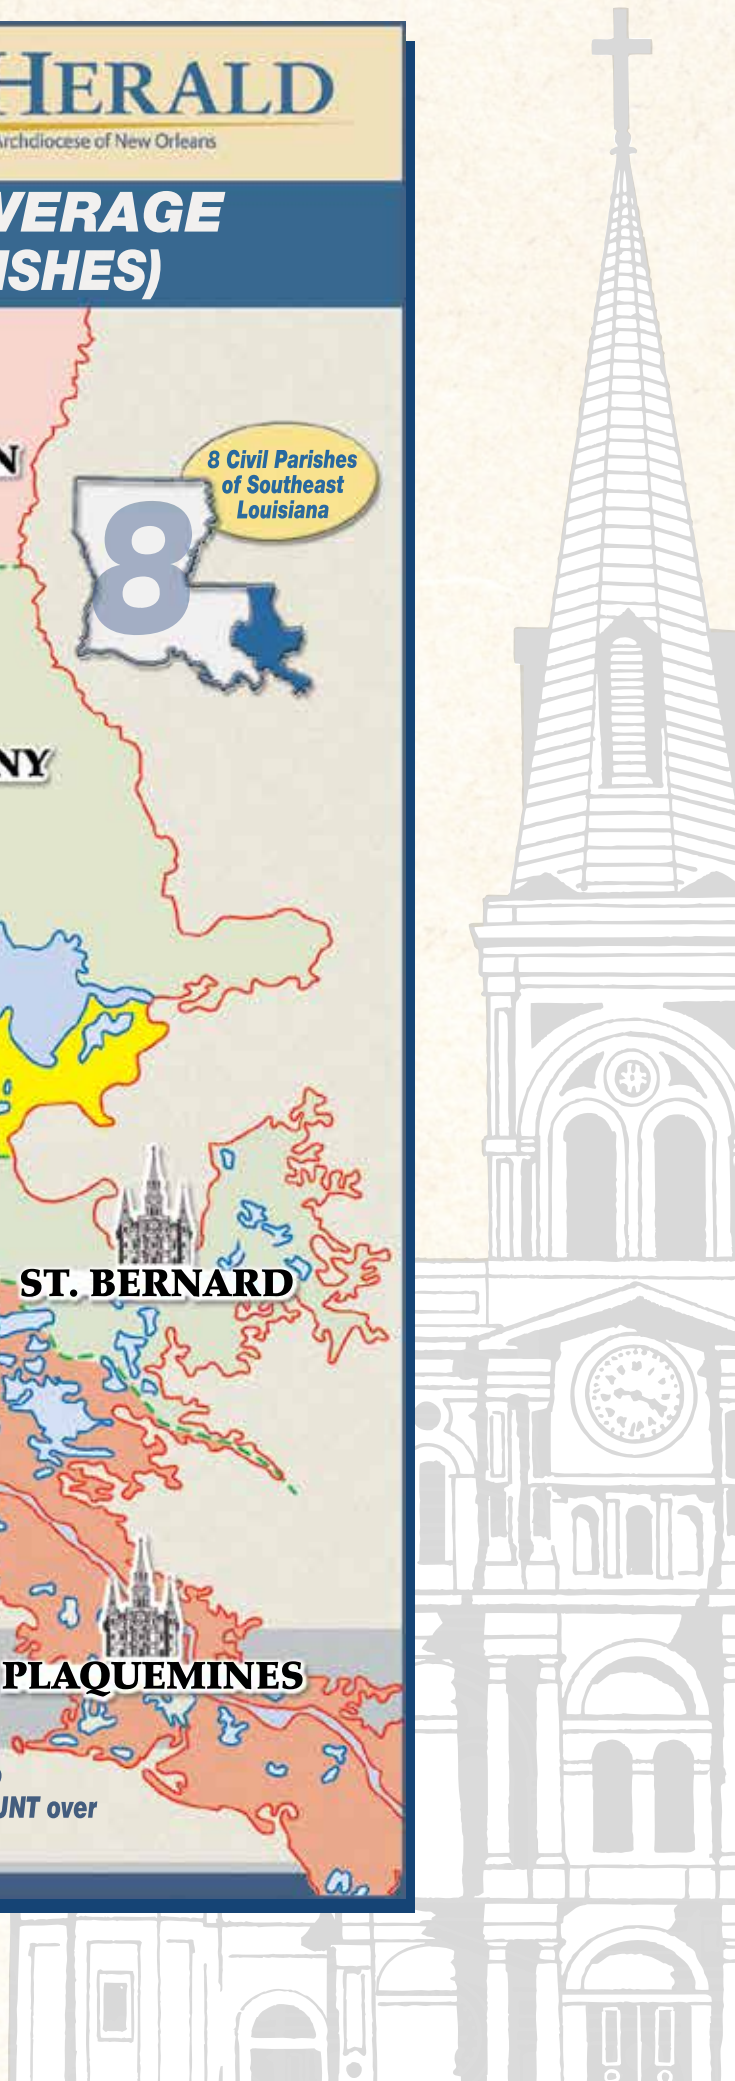 HERALD
Archdiocese of New Orleans
VERAGE
ISHES)
N
8 Civil Parishes
of Southeast
Louisiana
8
NY
ST. BERNARD
PLAQUEMINES
UNT over